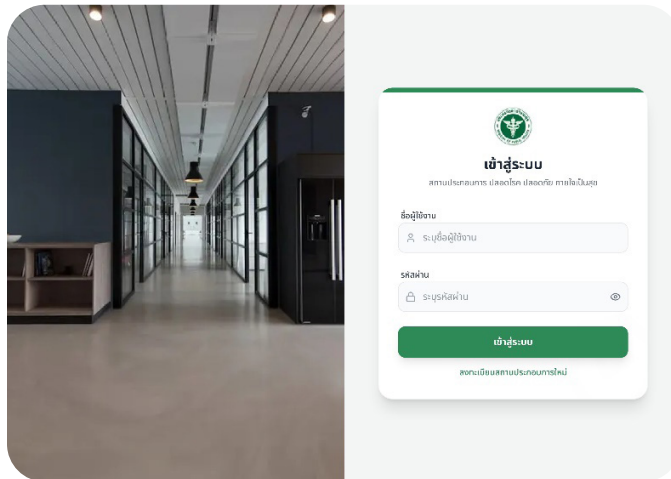 เข้าสู่ระบบ
สถานประกอบการ ปลอดโรค ปลอดภัย กายใจเป็นสุข
ชื่อผู้ใช้งาน
ระบุชื่อผู้ใช้งาน
รหัสผ่าน
ระบุรหัสผ่าน
เข้าสู่ระบบ
ลงทะเบียนสถานประกอบการใหม่